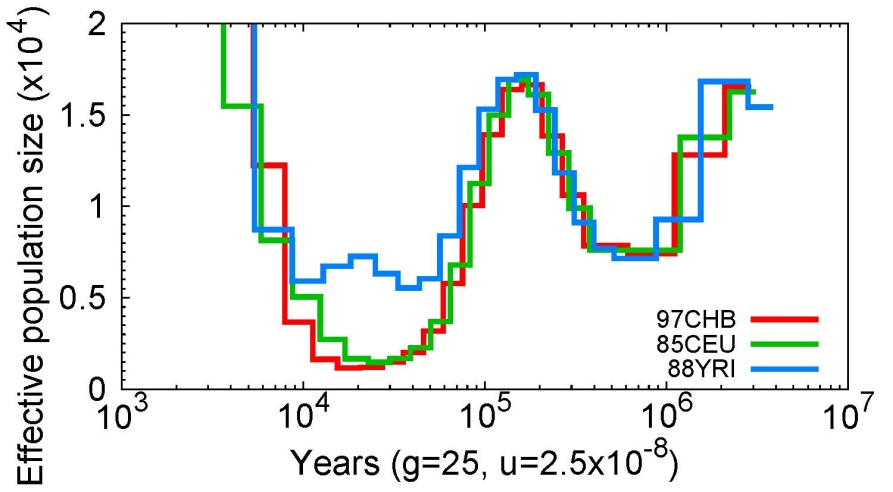 Effective population size (x10⁴)
2
1.5
1
0.5
0
10³ 10⁴ 10⁵ 10⁶ 10⁷
97CHB
85CEU
88YRI
Years (g=25, u=2.5x10⁻⁸)